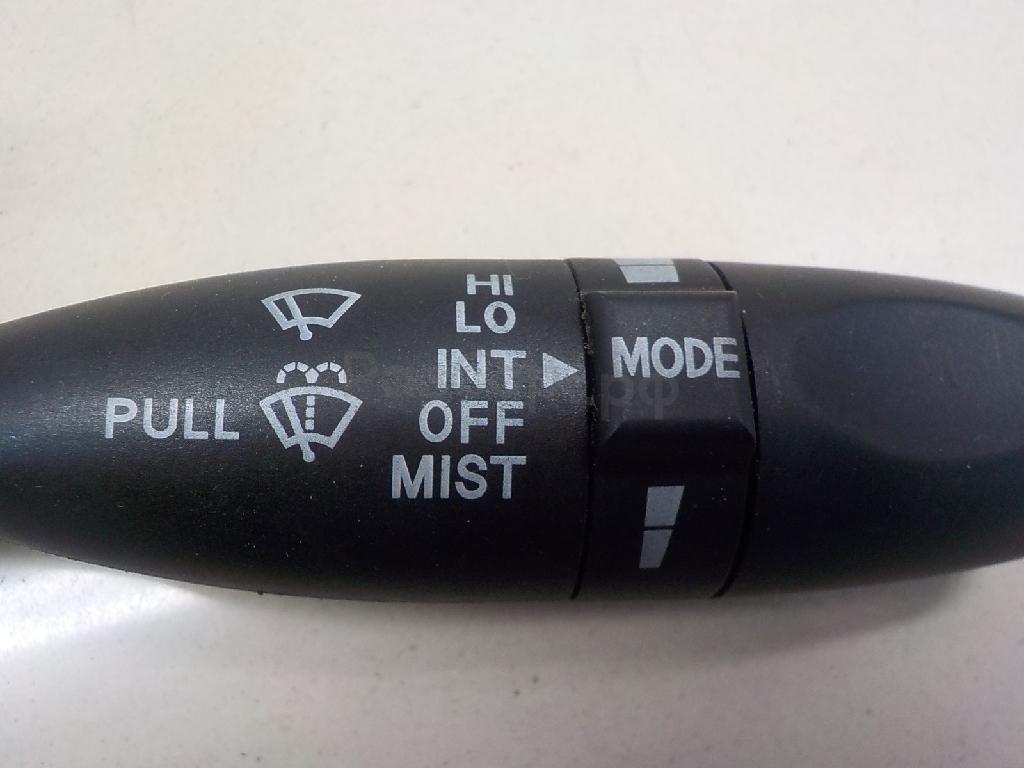 HI
LO
INT
MODE
PULL
OFF
MIST